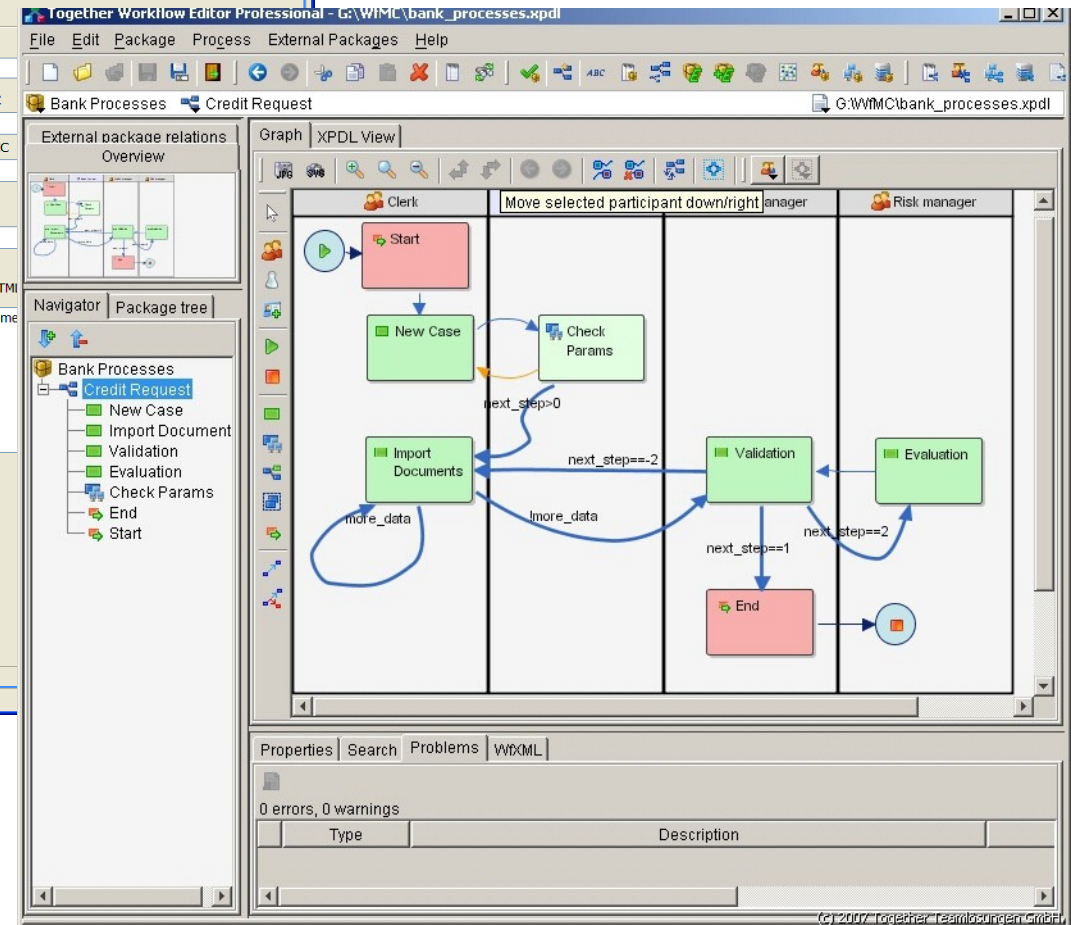 Together Workflow Editor Professional - G:\WfMC\bank_processes.xpdl
File Edit Package Process External Packages Help
ABC
Bank Processes Credit Request G:\WfMC\bank_processes.xpdl
External package relations
Overview
Graph XPDL View
JPG SVG
Move selected participant down/right
Clerk anager Risk manager
Start
New Case
Check
Params
next_step>0
Import
Documents
next_step==-2
Validation
Evaluation
more_data
!more_data
next_step==2
next_step==1
End
Navigator Package tree
Bank Processes
Credit Request
New Case
Import Document
Validation
Evaluation
Check Params
End
Start
Properties Search Problems WfXML
0 errors, 0 warnings
Type Description
(c) 2007 Together Teamlösungen GmbH